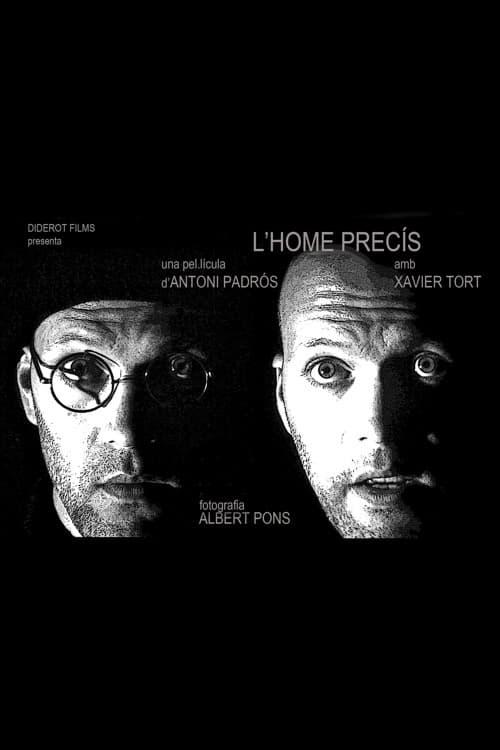 DIDEROT FILMS
presenta
L'HOME PRECÍS
una pel.lícula
d'ANTONI PADRÓS
amb
XAVIER TORT
fotografia
ALBERT PONS